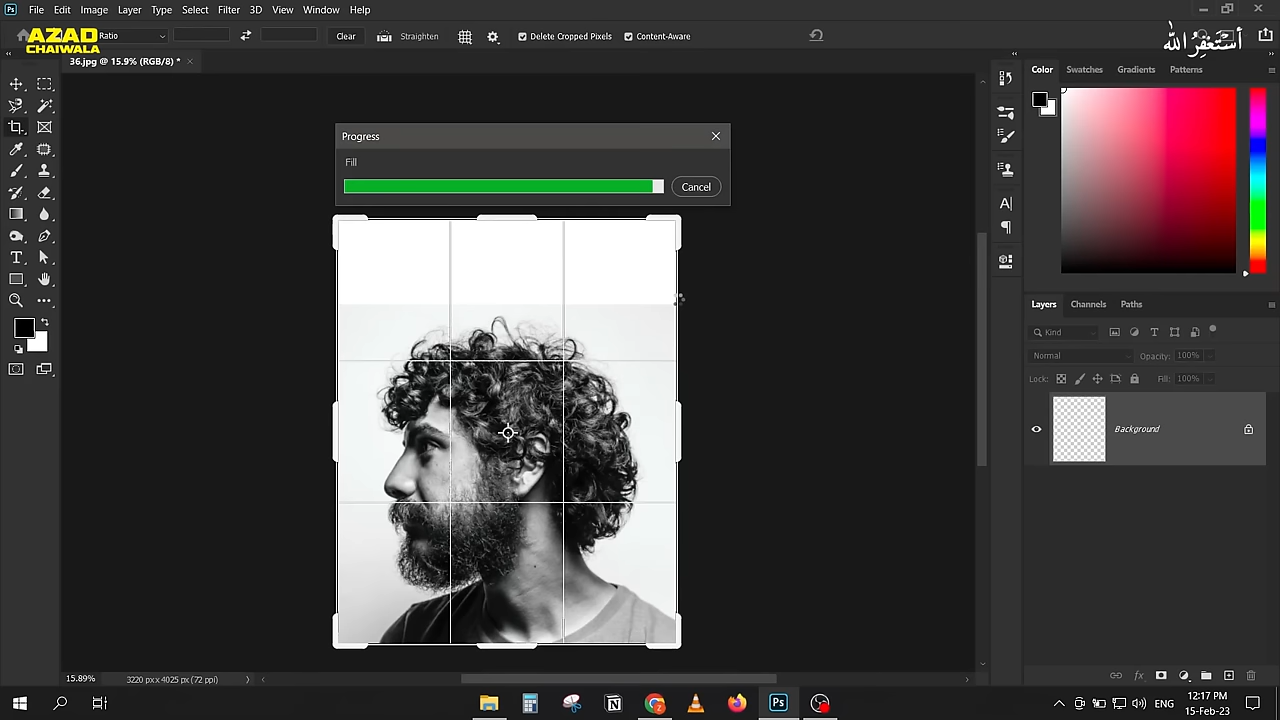 Ps File Edit Image Layer Type Select Filter 3D View Window Help
AZAD
CHAIWALA
Ratio
Clear
Straighten
Delete Cropped Pixels
Content-Aware
أستغفر الله
36.jpg @ 15.9% (RGB/8) *
Color Swatches Gradients Patterns
Progress
Fill
Cancel
Layers Channels Paths
Kind
Normal
Opacity: 100%
Lock:
Fill: 100%
Background
15.89%
3220 px x 4025 px (72 ppi)
fx
Ps
ENG
12:17 PM
15-Feb-23